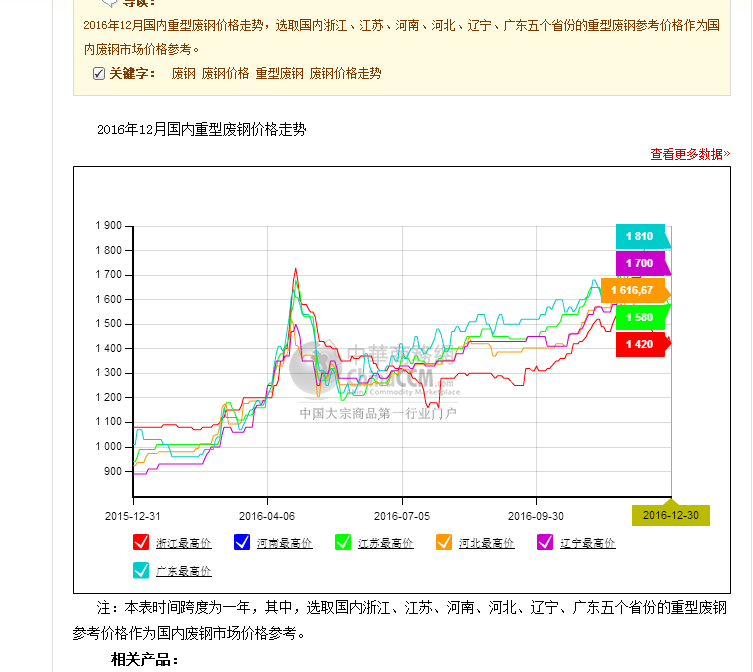 导读：
2016年12月国内重型废钢价格走势，选取国内浙江、江苏、河南、河北、辽宁、广东五个省份的重型废钢参考价格作为国
内废钢市场价格参考。
关键字： 废钢 废钢价格 重型废钢 废钢价格走势
2016年12月国内重型废钢价格走势
查看更多数据»
1 900
1 800
1 700
1 600
1 500
1 400
1 300
1 200
1 100
1 000
900
1 810
1 700
1 616,67
1 580
1 420
中国大宗商品第一行业门户
2015-12-31 2016-04-06 2016-07-05 2016-09-30 2016-12-30
浙江最高价 河南最高价 江苏最高价 河北最高价 辽宁最高价
广东最高价
注：本表时间跨度为一年，其中，选取国内浙江、江苏、河南、河北、辽宁、广东五个省份的重型废钢
参考价格作为国内废钢市场价格参考。
相关产品：